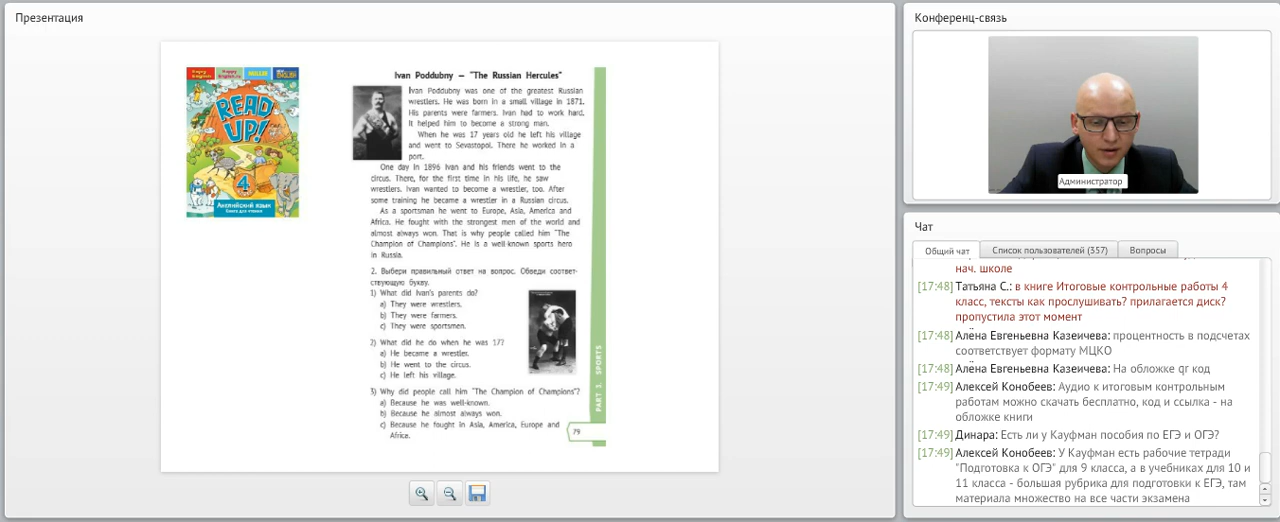 Презентация
READ
UP!
4
Английский язык
Книга для чтения
Ivan Poddubny — "The Russian Hercules"
Ivan Poddubny was one of the greatest Russian
wrestlers. He was born in a small village in 1871.
His parents were farmers. Ivan had to work hard.
It helped him to become a strong man.
When he was 17 years old he left his village
and went to Sevastopol. There he worked in a
port.
One day in 1896 Ivan and his friends went to the
circus. There, for the first time in his life, he saw
wrestlers. Ivan wanted to become a wrestler, too. After
some training he became a wrestler in a Russian circus.
As a sportsman he went to Europe, Asia, America and
Africa. He fought with the strongest men of the world and
almost always won. That is why people called him "The
Champion of Champions". He is a well-known sports hero
in Russia.
2. Выбери правильный ответ на вопрос. Обведи соответ-
ствующую букву.
1) What did Ivan's parents do?
a) They were wrestlers.
b) They were farmers.
c) They were sportsmen.
2) What did he do when he was 17?
a) He became a wrestler.
b) He went to the circus.
c) He left his village.
3) Why did people call him "The Champion of Champions"?
a) Because he was well-known.
b) Because he almost always won.
c) Because he fought in Asia, America, Europe and
Africa.
PART 3. SPORTS
79
Конференц-связь
Администратор
Чат
Общий чат
Список пользователей (357)
Вопросы
нач. школе
[17:48] Татьяна С.: в книге Итоговые контрольные работы 4
класс, тексты как прослушивать? прилагается диск?
пропустила этот момент
[17:48] Алёна Евгеньевна Казеичева: процентность в подсчетах
соответствует формату МЦКО
[17:48] Алёна Евгеньевна Казеичева: На обложке qr код
[17:49] Алексей Конобеев: Аудио к итоговым контрольным
работам можно скачать бесплатно, код и ссылка - на
обложке книги
[17:49] Динара: Есть ли у Кауфман пособия по ЕГЭ и ОГЭ?
[17:49] Алексей Конобеев: У Кауфман есть рабочие тетради
"Подготовка к ОГЭ" для 9 класса, а в учебниках для 10 и
11 класса - большая рубрика для подготовки к ЕГЭ, там
материала множество на все части экзамена